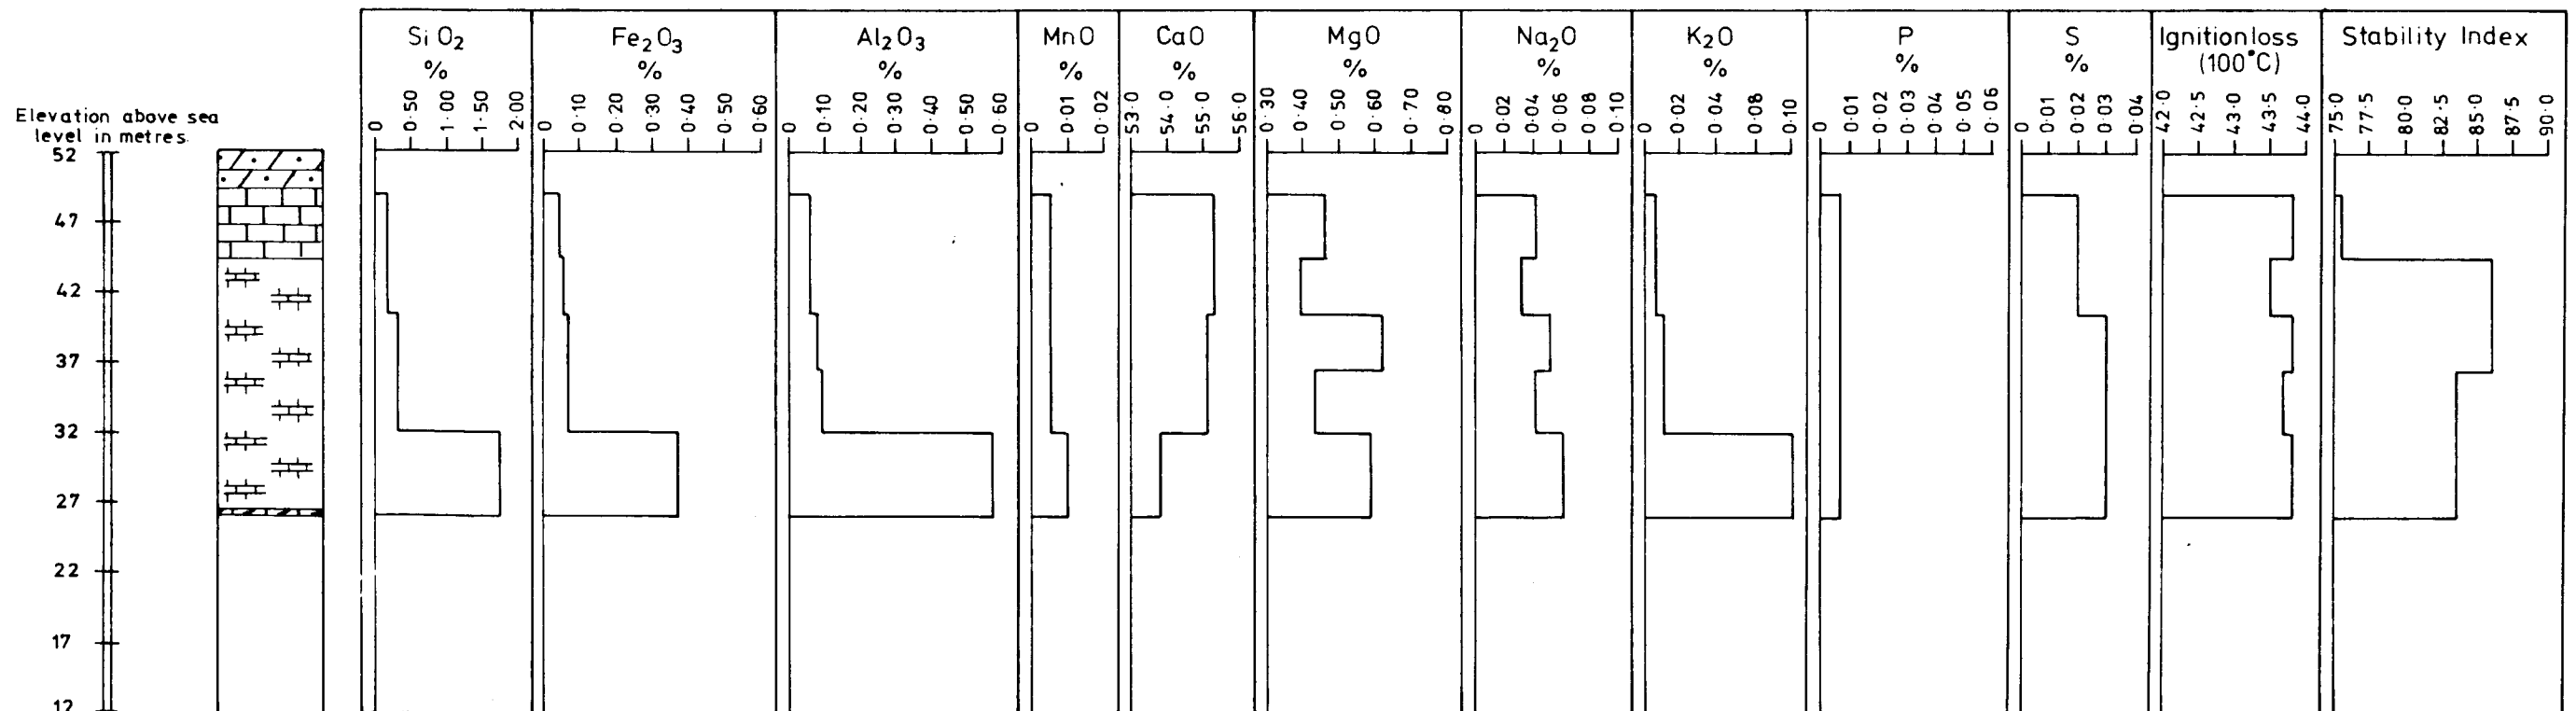 SiO₂
%
0 0·50 1·00 1·50 2·00
Fe₂O₃
%
0 0·10 0·20 0·30 0·40 0·50 0·60
Al₂O₃
%
0 0·10 0·20 0·30 0·40 0·50 0·60
MnO
%
0 0·01 0·02
CaO
%
53·0 54·0 55·0 56·0
MgO
%
0·30 0·40 0·50 0·60 0·70 0·80
Na₂O
%
0 0·02 0·04 0·06 0·08 0·10
K₂O
%
0 0·02 0·04 0·08 0·10
P
%
0 0·01 0·02 0·03 0·04 0·05 0·06
S
%
0 0·01 0·02 0·03 0·04
Ignition loss
(100°C)
42·0 42·5 43·0 43·5 44·0
Stability Index
75·0 77·5 80·0 82·5 85·0 87·5 90·0
Elevation above sea
level in metres
52
47
42
37
32
27
22
17
12